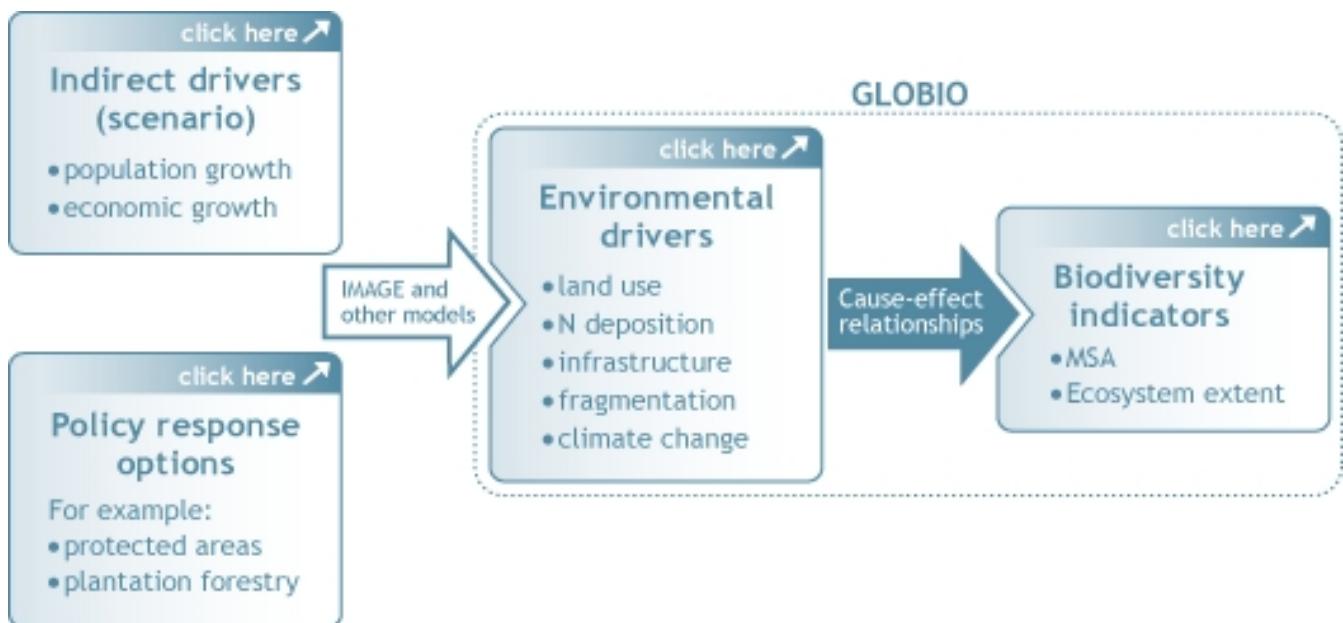 click here
Indirect drivers
(scenario)
• population growth
• economic growth
click here
Policy response
options
For example:
• protected areas
• plantation forestry
IMAGE and
other models
GLOBIO
click here
Environmental
drivers
• land use
• N deposition
• infrastructure
• fragmentation
• climate change
Cause-effect
relationships
click here
Biodiversity
indicators
• MSA
• Ecosystem extent